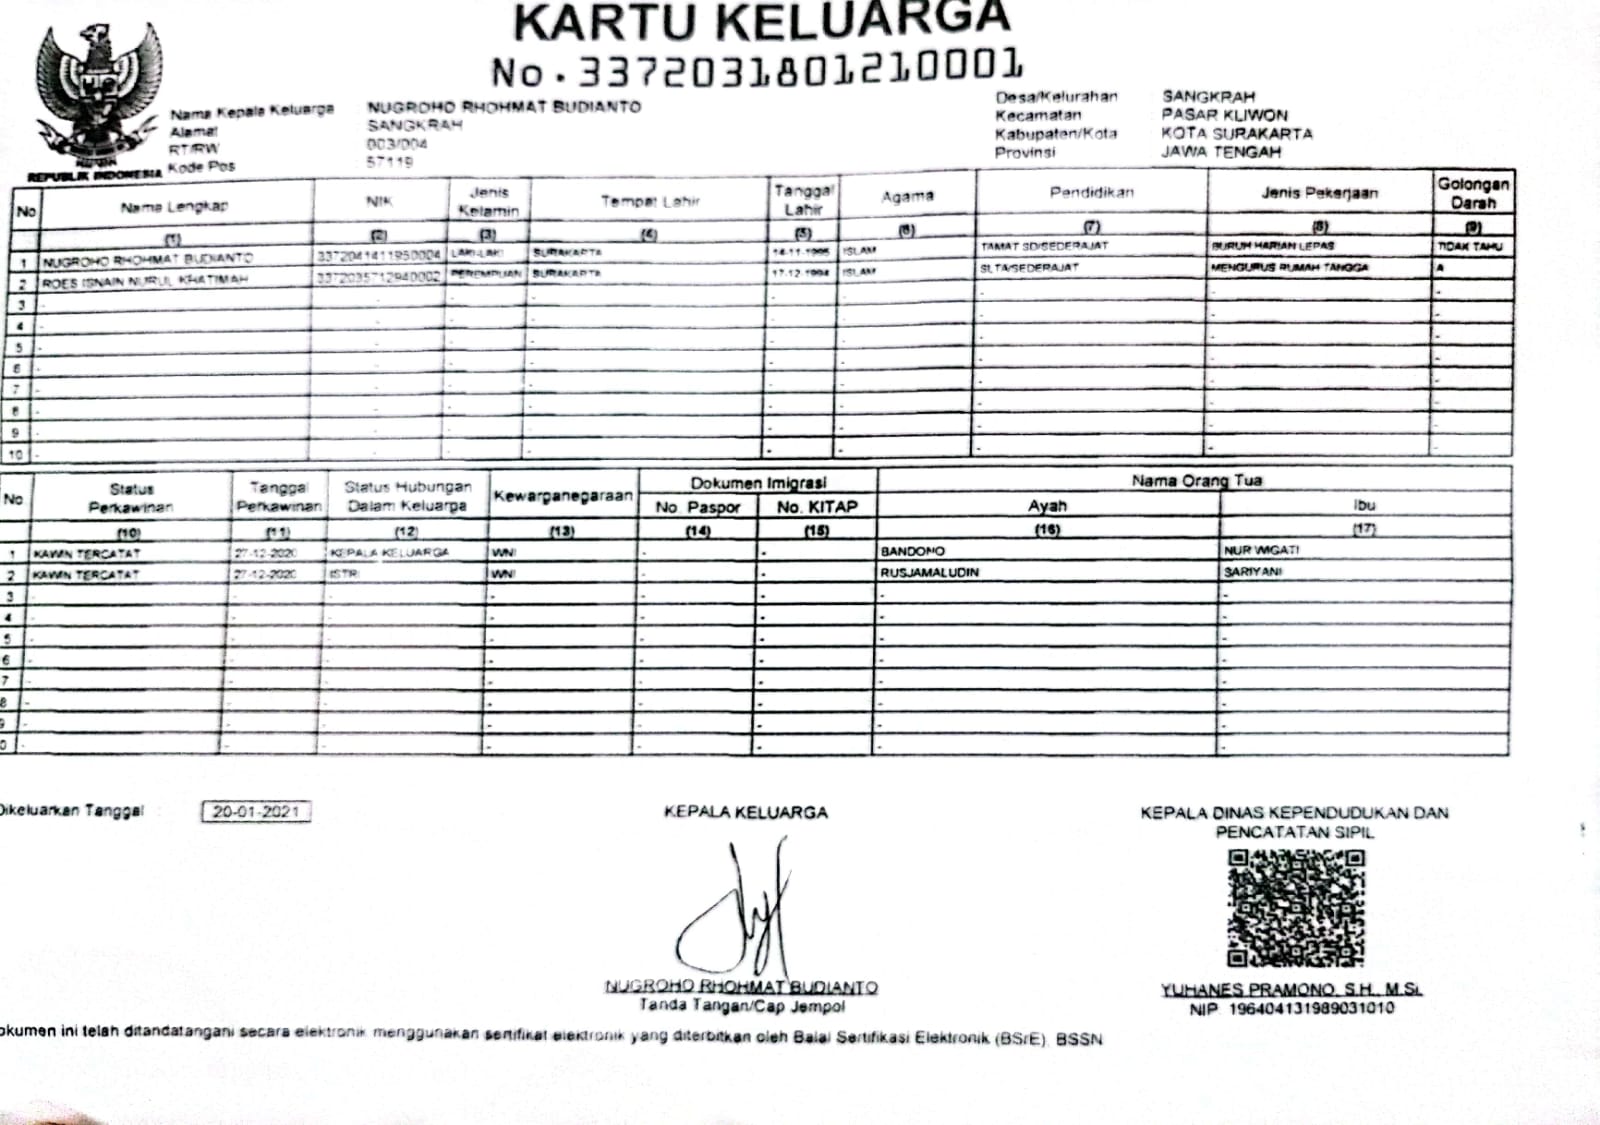 KARTU KELUARGA
No. 3372031801210001
Nama Kepala Keluarga : NUGROHO RHOHMAT BUDIANTO
Alamat : SANGKRAH
RT/RW : 003/004
Kode Pos : 57119
Desa/Kelurahan : SANGKRAH
Kecamatan : PASAR KLIWON
Kabupaten/Kota : KOTA SURAKARTA
Provinsi : JAWA TENGAH
REPUBLIK INDONESIA
No Nama Lengkap NIK Jenis Kelamin Tempat Lahir Tanggal Lahir Agama Pendidikan Jenis Pekerjaan Golongan Darah
(1) (2) (3) (4) (5) (6) (7) (8) (9)
1 NUGROHO RHOHMAT BUDIANTO 3372041411950004 LAKI-LAKI SURAKARTA 14-11-1995 ISLAM TAMAT SD/SEDERAJAT BURUH HARIAN LEPAS TIDAK TAHU
2 ROES ISNAIN NURUL KHATIMAH 3372035712940002 PEREMPUAN SURAKARTA 17-12-1994 ISLAM SLTA/SEDERAJAT MENGURUS RUMAH TANGGA A
3 - - - - - - - - -
4 - - - - - - - - -
5 - - - - - - - - -
6 - - - - - - - - -
7 - - - - - - - - -
8 - - - - - - - - -
9 - - - - - - - - -
10 - - - - - - - - -
No Status Perkawinan Tanggal Perkawinan Status Hubungan Dalam Keluarga Kewarganegaraan Dokumen Imigrasi Nama Orang Tua
No. Paspor No. KITAP Ayah Ibu
(10) (11) (12) (13) (14) (15) (16) (17)
1 KAWIN TERCATAT 27-12-2020 KEPALA KELUARGA WNI - - BANDONO NUR WIGATI
2 KAWIN TERCATAT 27-12-2020 ISTRI WNI - - RUSJAMALUDIN SARIYANI
3 - - - - - - - -
4 - - - - - - - -
5 - - - - - - - -
6 - - - - - - - -
7 - - - - - - - -
8 - - - - - - - -
9 - - - - - - - -
0 - - - - - - - -
Dikeluarkan Tanggal : 20-01-2021
KEPALA KELUARGA
NUGROHO RHOHMAT BUDIANTO
Tanda Tangan/Cap Jempol
KEPALA DINAS KEPENDUDUKAN DAN
PENCATATAN SIPIL
YUHANES PRAMONO, S.H., M.Si.
NIP. 196404131989031010
okumen ini telah ditandatangani secara elektronik menggunakan sertifikat elektronik yang diterbitkan oleh Balai Sertifikasi Elektronik (BSrE), BSSN